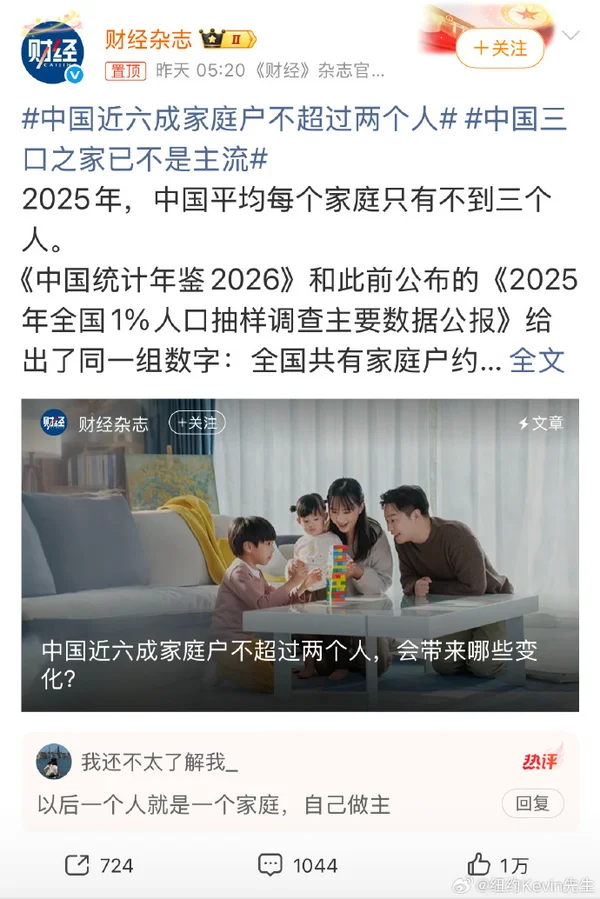 财经
CAIJING
财经杂志 II
+关注
置顶 昨天 05:20 《财经》杂志官...
#中国近六成家庭户不超过两个人# #中国三
口之家已不是主流#
2025年，中国平均每个家庭只有不到三个
人。
《中国统计年鉴2026》和此前公布的《2025
年全国1%人口抽样调查主要数据公报》给
出了同一组数字：全国共有家庭户约... 全文
财经 财经杂志 +关注 文章
中国近六成家庭户不超过两个人，会带来哪些变
化？
我还不太了解我_ 热评
以后一个人就是一个家庭，自己做主 回复
724 1044 1万
@纽约Kevin先生